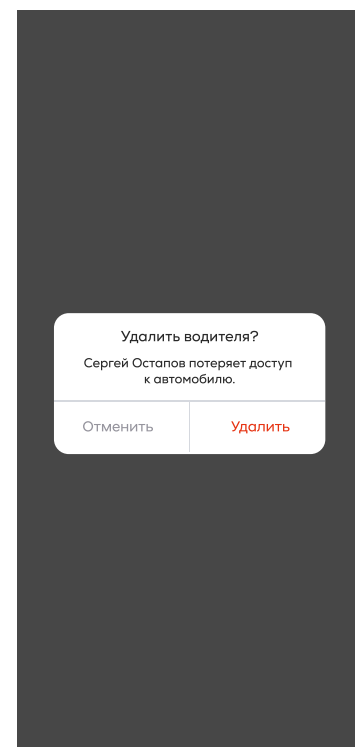 Удалить водителя?
Сергей Остапов потеряет доступ
к автомобилю.
Отменить
Удалить